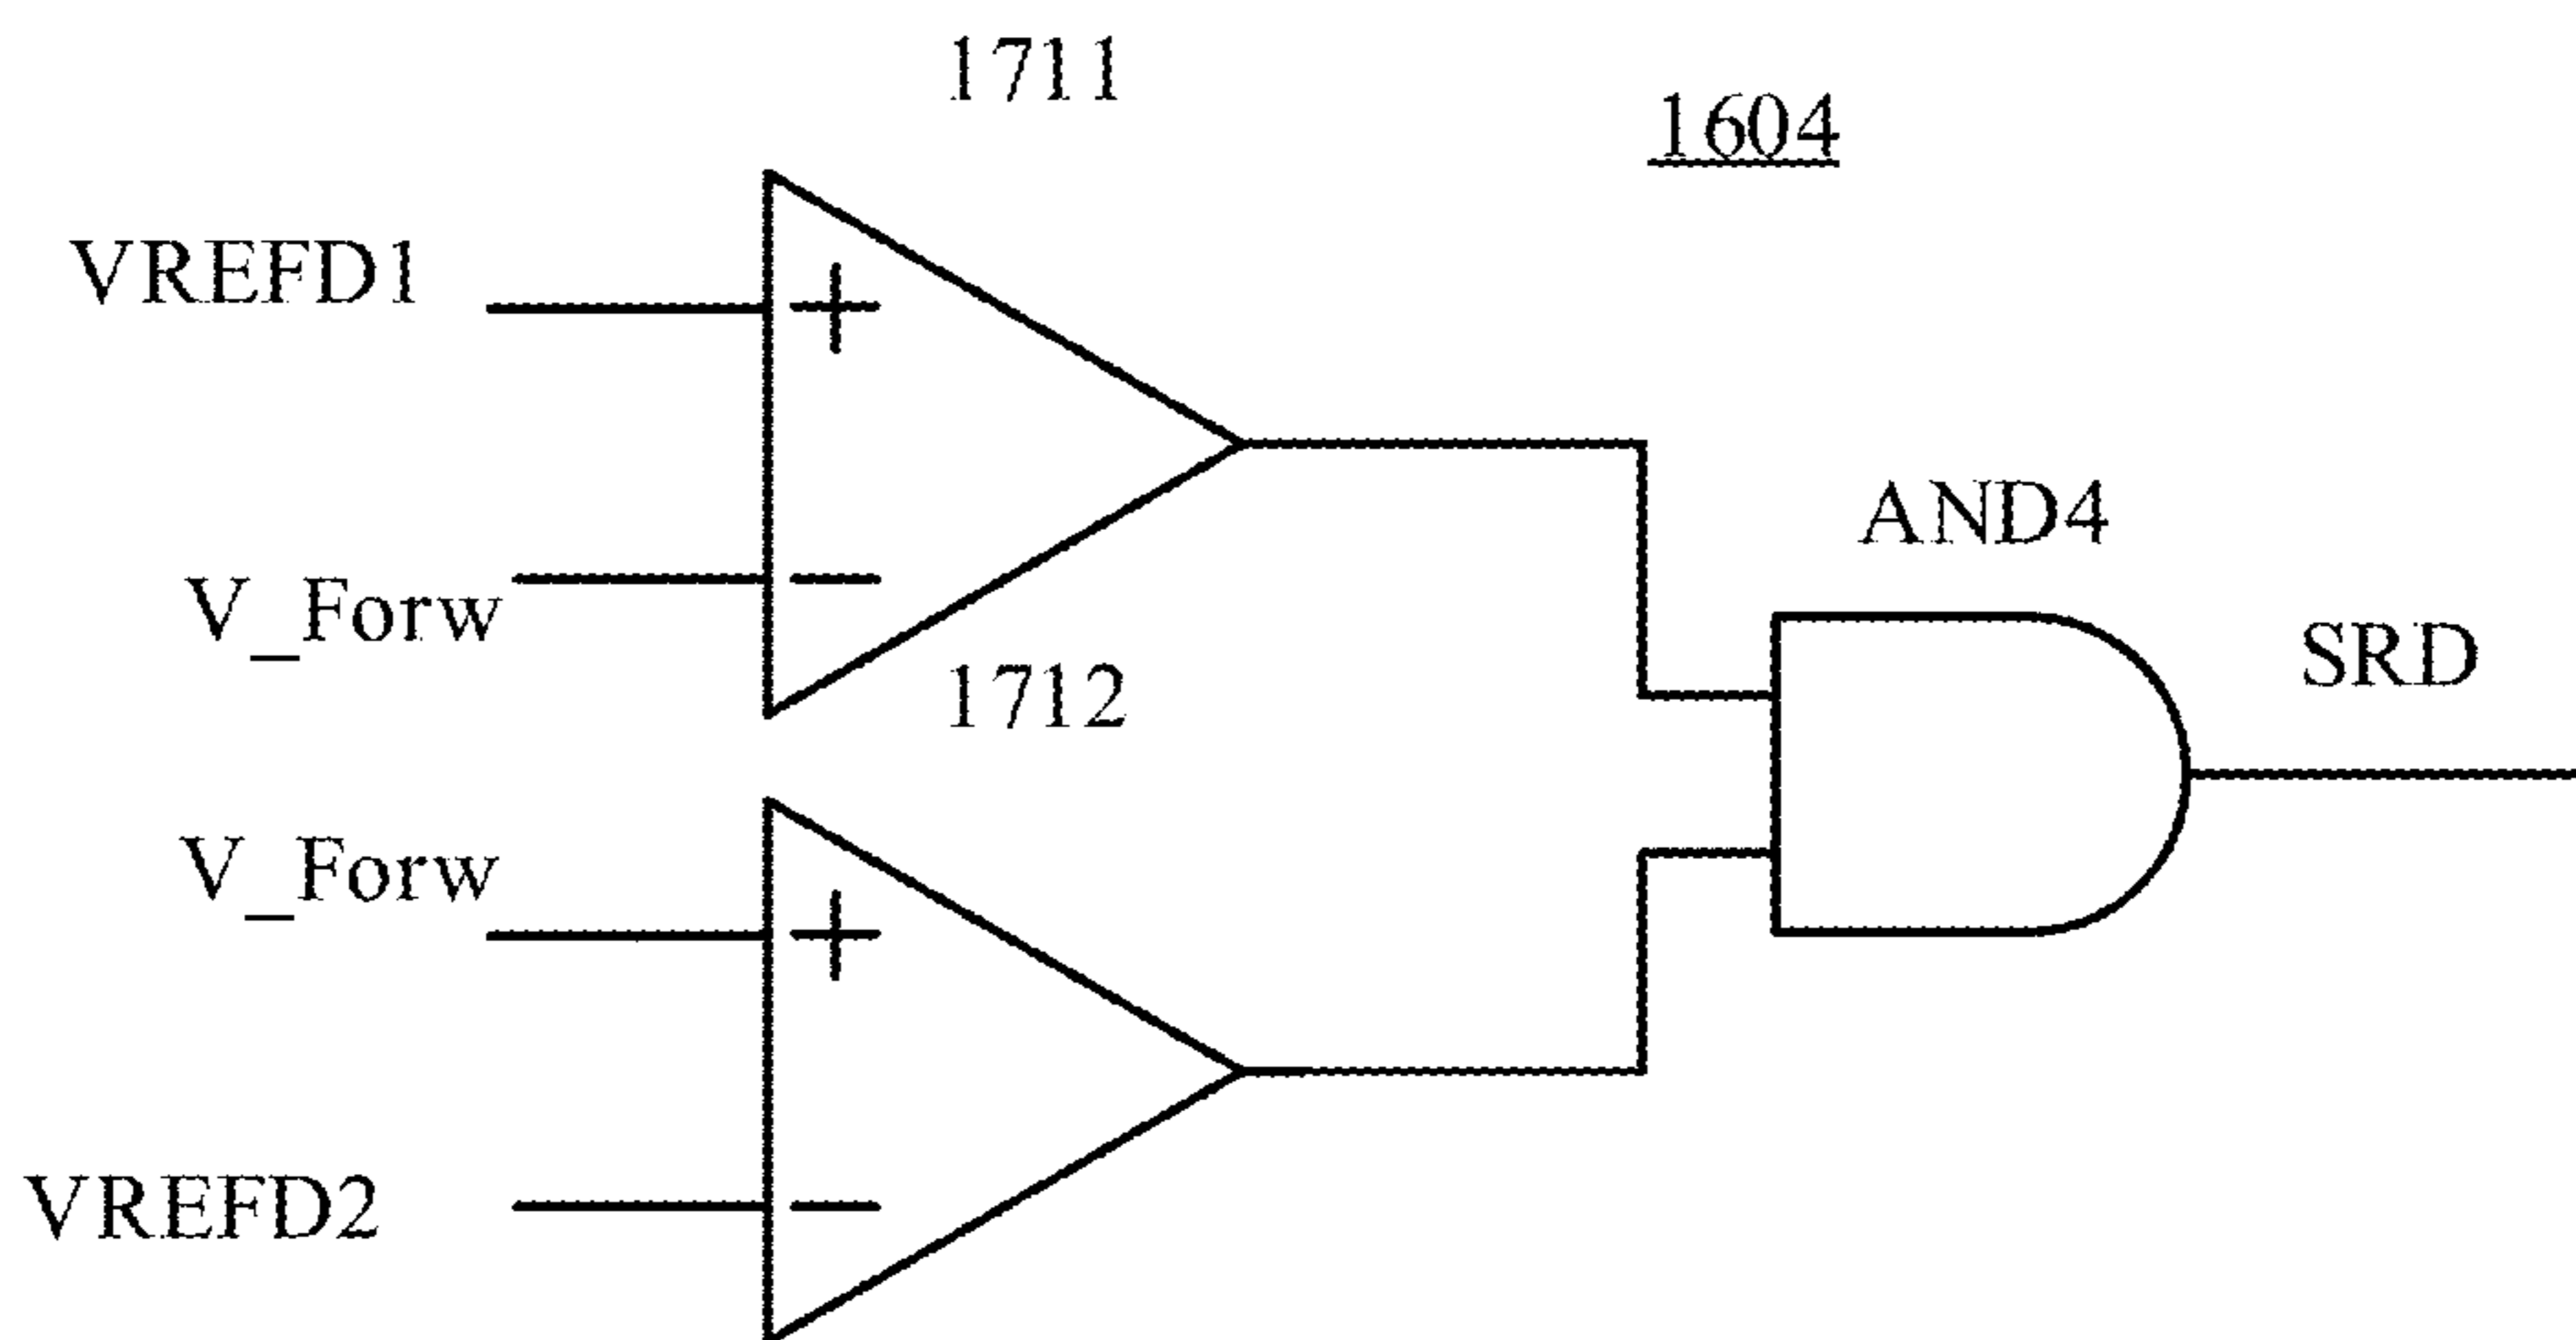 1711
1604
VREFD1
+
V_Forw
−
AND4
SRD
1712
V_Forw
+
VREFD2
−